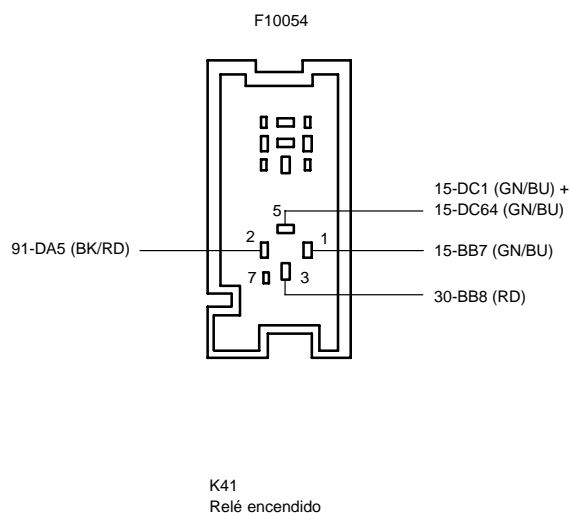 F10054
15-DC1 (GN/BU) +
15-DC64 (GN/BU)
5
91-DA5 (BK/RD)
2
1
15-BB7 (GN/BU)
7
3
30-BB8 (RD)
K41
Relé encendido